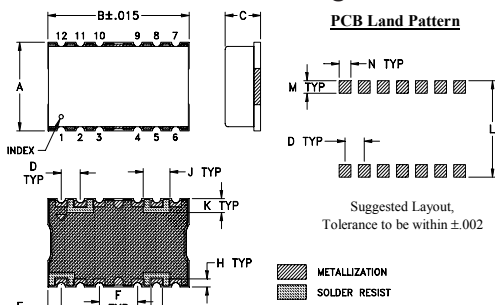 B±.015
C
PCB Land Pattern
12 11 10 9 8 7
A
N TYP
M TYP
INDEX
1 2 3 4 5 6
D TYP
L
D
TYP
J TYP
K TYP
Suggested Layout,
Tolerance to be within ±.002
H TYP
METALLIZATION
F
SOLDER RESIST